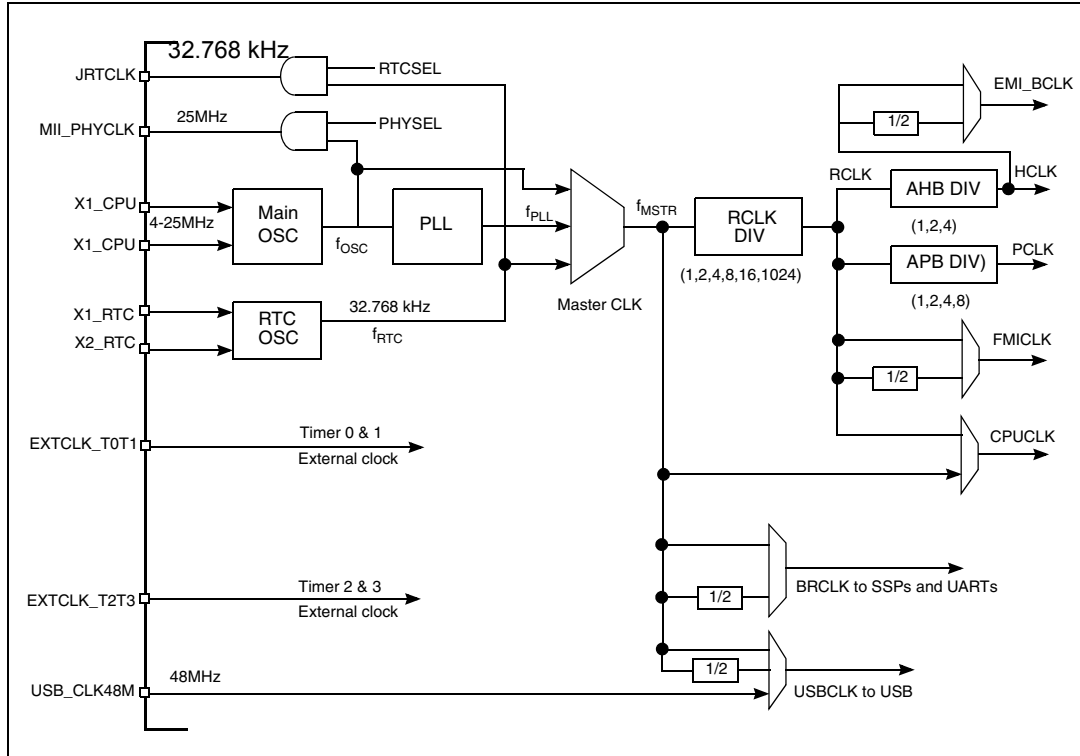 32.768 kHz
JRTCLK
RTCSEL
MII_PHYCLK
25MHz
PHYSEL
X1_CPU
4-25MHz
X1_CPU
Main
OSC
fOSC
PLL
fPLL
Master CLK
fMSTR
RCLK
DIV
(1,2,4,8,16,1024)
RCLK
1/2
EMI_BCLK
AHB DIV
(1,2,4)
HCLK
APB DIV)
(1,2,4,8)
PCLK
1/2
FMICLK
CPUCLK
X1_RTC
X2_RTC
RTC
OSC
32.768 kHz
fRTC
EXTCLK_T0T1
Timer 0 & 1
External clock
EXTCLK_T2T3
Timer 2 & 3
External clock
1/2
BRCLK to SSPs and UARTs
USB_CLK48M
48MHz
1/2
USBCLK to USB